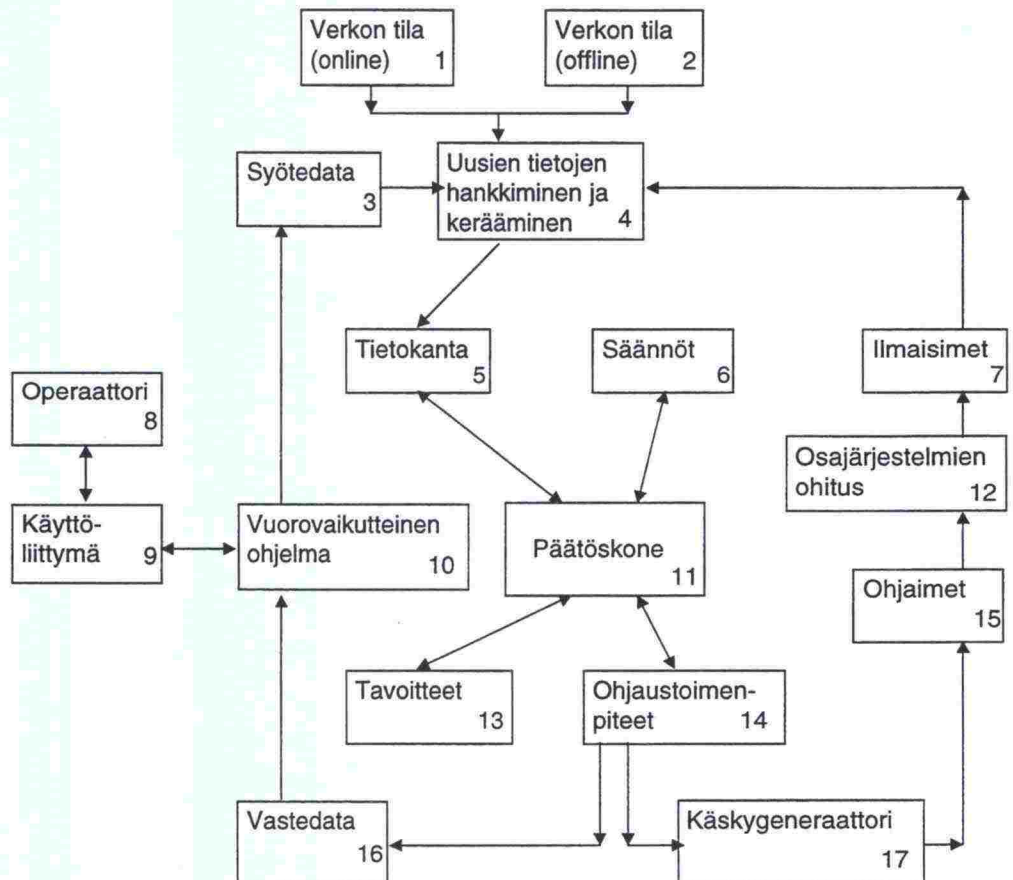 Verkon tila
(online) 1
Verkon tila
(offline) 2
Syötedata
3
Uusien tietojen
hankkiminen ja
kerääminen 4
Tietokanta
5
Säännöt
6
Ilmaisimet
7
Operaattori
8
Osajärjestelmien
ohitus 12
Käyttö-
liittymä 9
Vuorovaikutteinen
ohjelma 10
Päätöskone
11
Ohjaimet
15
Tavoitteet
13
Ohjaustoimen-
piteet 14
Vastedata
16
Käskygeneraattori
17